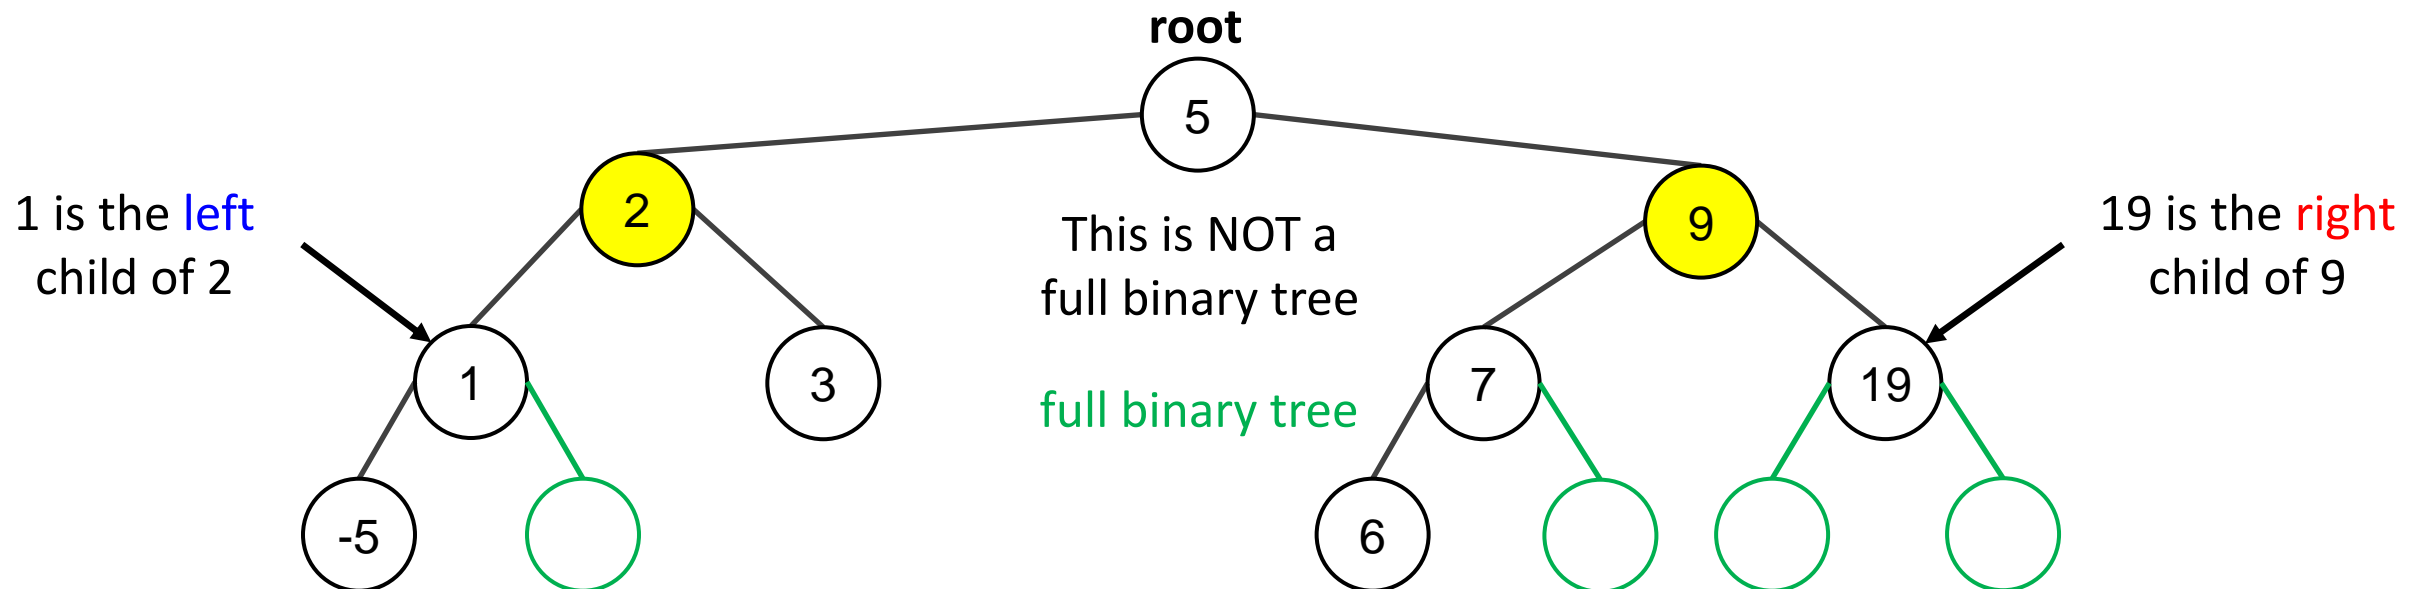 root
5
2
9
1 is the left
child of 2
This is NOT a
full binary tree
19 is the right
child of 9
1
3
full binary tree
7
19
-5
6